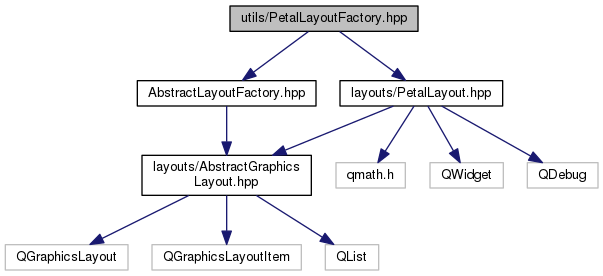 utils/PetalLayoutFactory.hpp
AbstractLayoutFactory.hpp
layouts/PetalLayout.hpp
layouts/AbstractGraphics
Layout.hpp
qmath.h
QWidget
QDebug
QGraphicsLayout
QGraphicsLayoutItem
QList